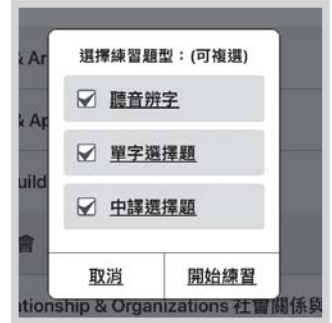 & Ar
選擇練習題型：(可複選)
聽音辨字
& Ap
單字選擇題
uild
中譯選擇題
會
取消 開始練習
tionship & Organizations 社會關係與